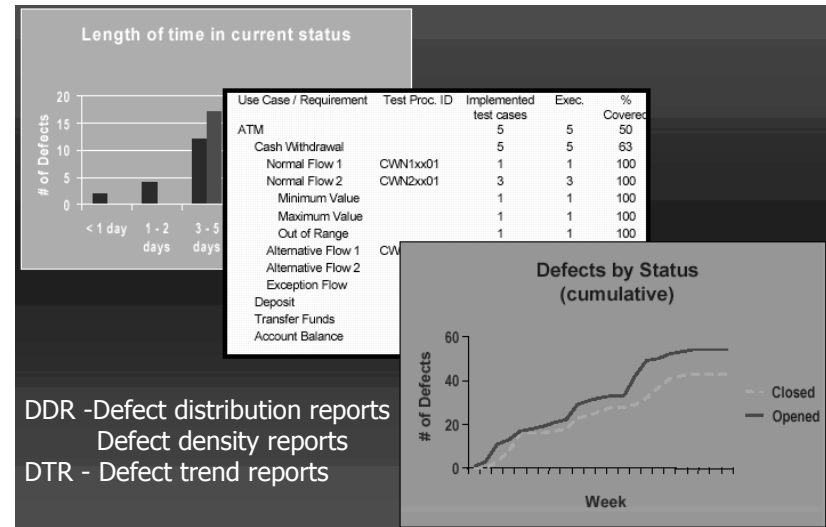 Length of time in current status
# of Defects
20
15
10
5
0
< 1 day 1 - 2 days 3 - 5 days
Use Case / Requirement Test Proc. ID Implemented test cases Exec. % Covered
ATM 5 5 50
Cash Withdrawal 5 5 63
Normal Flow 1 CWN1xx01 1 1 100
Normal Flow 2 CWN2xx01 3 3 100
Minimum Value 1 1 100
Maximum Value 1 1 100
Out of Range 1 1 100
Alternative Flow 1 CW
Alternative Flow 2
Exception Flow
Deposit
Transfer Funds
Account Balance
Defects by Status
(cumulative)
# of Defects
60
40
20
0
Closed
Opened
Week
DDR -Defect distribution reports
Defect density reports
DTR - Defect trend reports